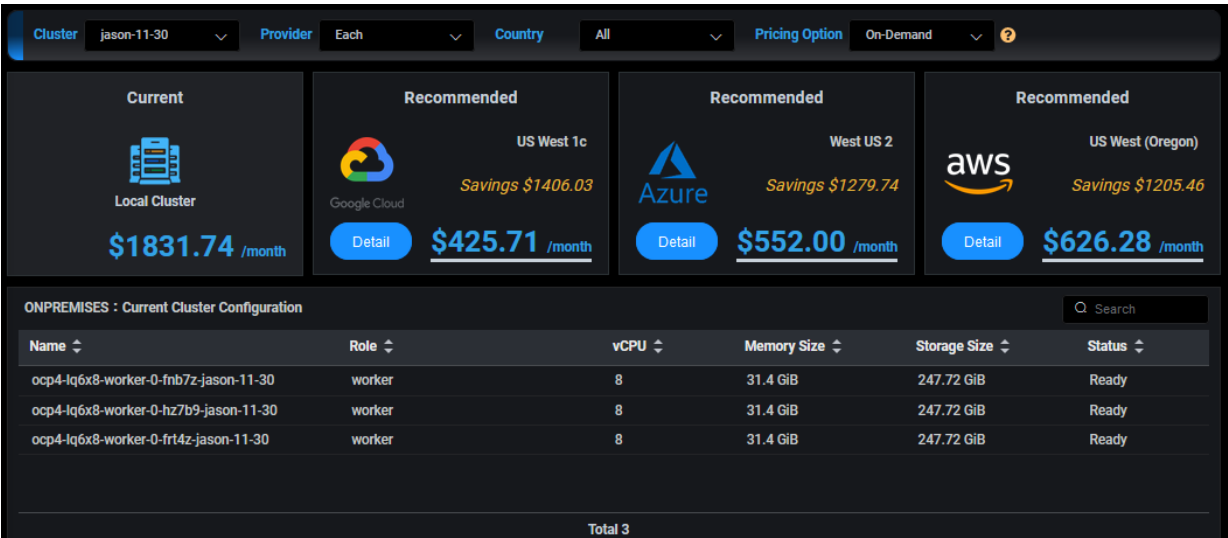 Cluster jason-11-30 Provider Each Country All Pricing Option On-Demand ?
Current
Local Cluster
$1831.74 /month
Recommended
US West 1c
Google Cloud
Savings $1406.03
Detail $425.71 /month
Recommended
West US 2
Azure
Savings $1279.74
Detail $552.00 /month
Recommended
US West (Oregon)
aws
Savings $1205.46
Detail $626.28 /month
ONPREMISES : Current Cluster Configuration Search
Name Role vCPU Memory Size Storage Size Status
ocp4-lq6x8-worker-0-fnb7z-jason-11-30 worker 8 31.4 GiB 247.72 GiB Ready
ocp4-lq6x8-worker-0-hz7b9-jason-11-30 worker 8 31.4 GiB 247.72 GiB Ready
ocp4-lq6x8-worker-0-frt4z-jason-11-30 worker 8 31.4 GiB 247.72 GiB Ready
Total 3